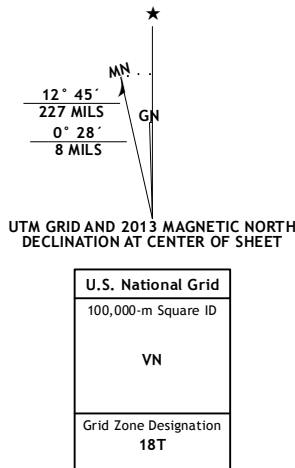 ★
MN
12° 45´
227 MILS
GN
0° 28´
8 MILS
UTM GRID AND 2013 MAGNETIC NORTH
DECLINATION AT CENTER OF SHEET
U.S. National Grid
100,000-m Square ID
VN
Grid Zone Designation
18T